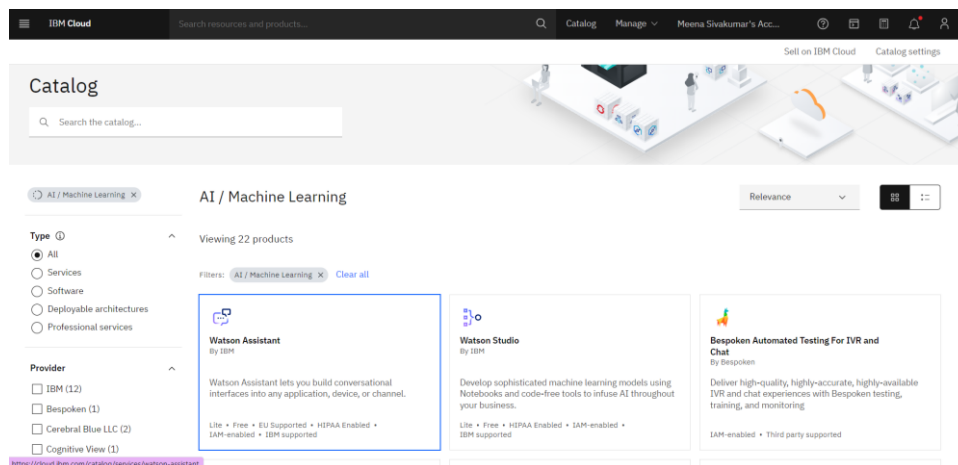 IBM Cloud
Search resources and products...
Catalog
Manage
Meena Sivakumar's Acc...
Sell on IBM Cloud
Catalog settings
Catalog
Search the catalog...
AI / Machine Learning
AI / Machine Learning
Relevance
Type
Viewing 22 products
All
Services
Filters: AI / Machine Learning Clear all
Software
Deployable architectures
Professional services
Watson Assistant
By IBM
Watson Assistant lets you build conversational
interfaces into any application, device, or channel.
Lite • Free • EU Supported • HIPAA Enabled •
IAM-enabled • IBM supported
Watson Studio
By IBM
Develop sophisticated machine learning models using
Notebooks and code-free tools to infuse AI throughout
your business.
Lite • Free • HIPAA Enabled • IAM-enabled •
IBM supported
Bespoken Automated Testing For IVR and
Chat
By Bespoken
Deliver high-quality, highly-accurate, highly-available
IVR and chat experiences with Bespoken testing,
training, and monitoring
IAM-enabled • Third party supported
Provider
IBM (12)
Bespoken (1)
Cerebral Blue LLC (2)
Cognitive View (1)
https://cloud.ibm.com/catalog/services/watson-assistant